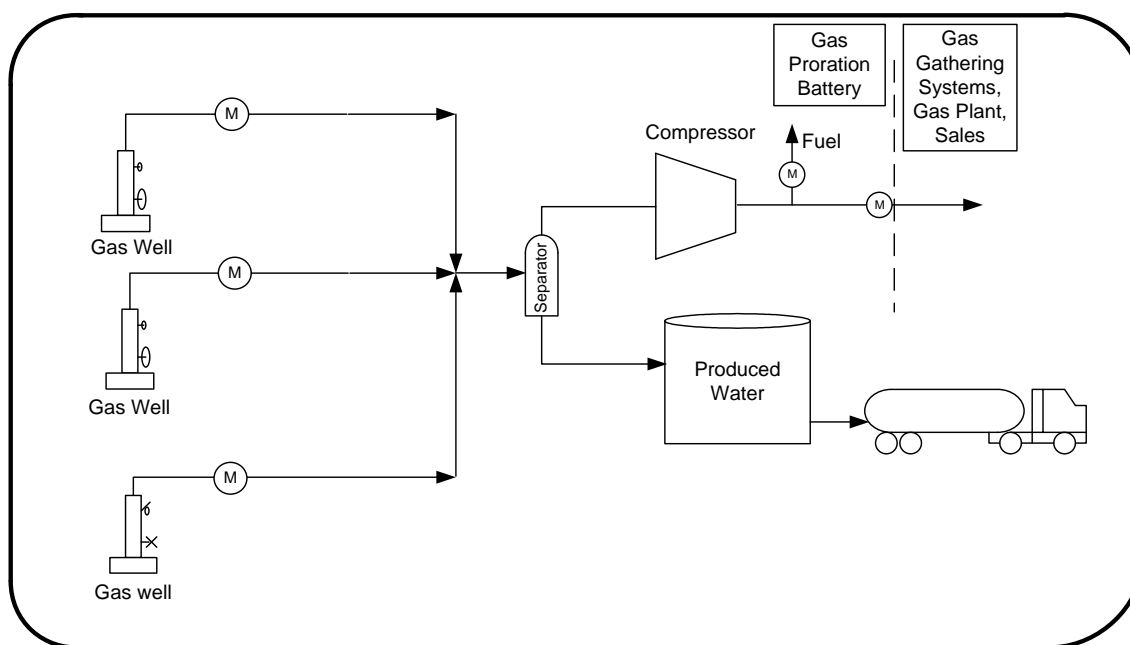 Gas
Proration
Battery
Gas
Gathering
Systems,
Gas Plant,
Sales
M
Compressor
Fuel
M
M
Gas Well
Separator
M
Gas Well
Produced
Water
M
Gas well